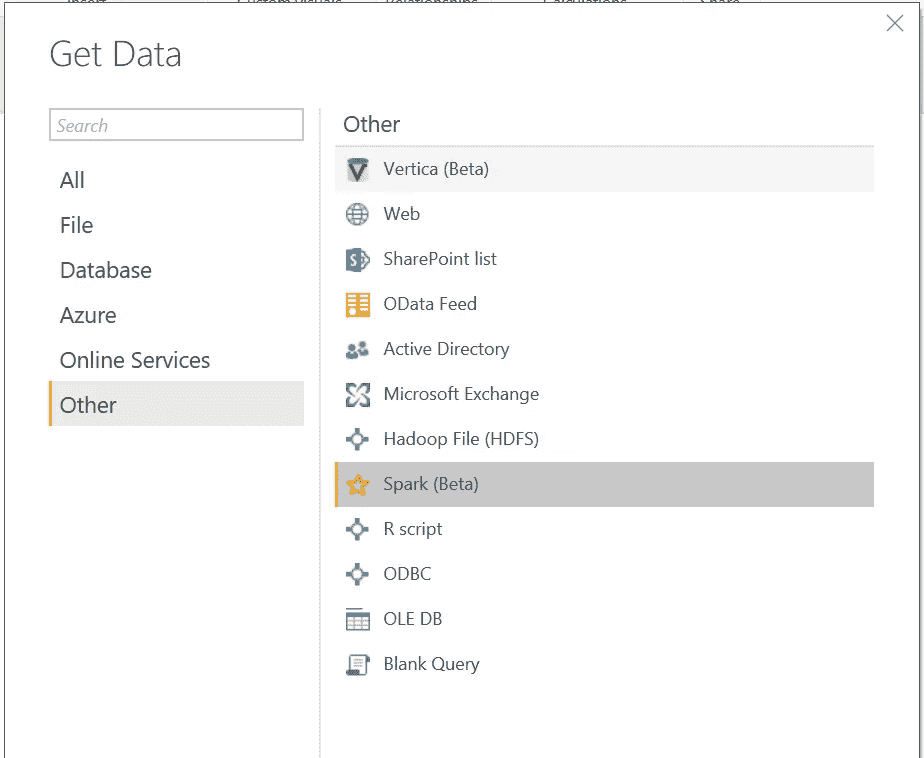 Get Data
Search
All
File
Database
Azure
Online Services
Other
Other
Vertica (Beta)
Web
SharePoint list
OData Feed
Active Directory
Microsoft Exchange
Hadoop File (HDFS)
Spark (Beta)
R script
ODBC
OLE DB
Blank Query